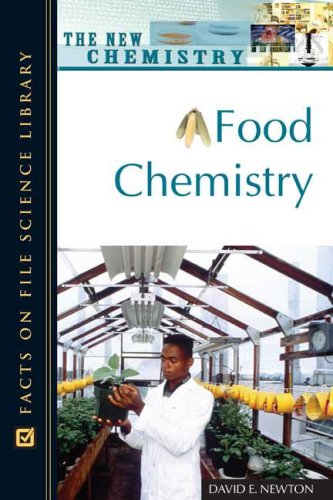 THE NEW
CHEMISTRY
Food
Chemistry
FACTS ON FILE SCIENCE LIBRARY
DAVID E. NEWTON